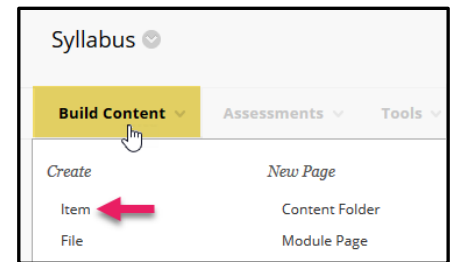 Syllabus
Build Content Assessments Tools
Create New Page
Item Content Folder
File Module Page